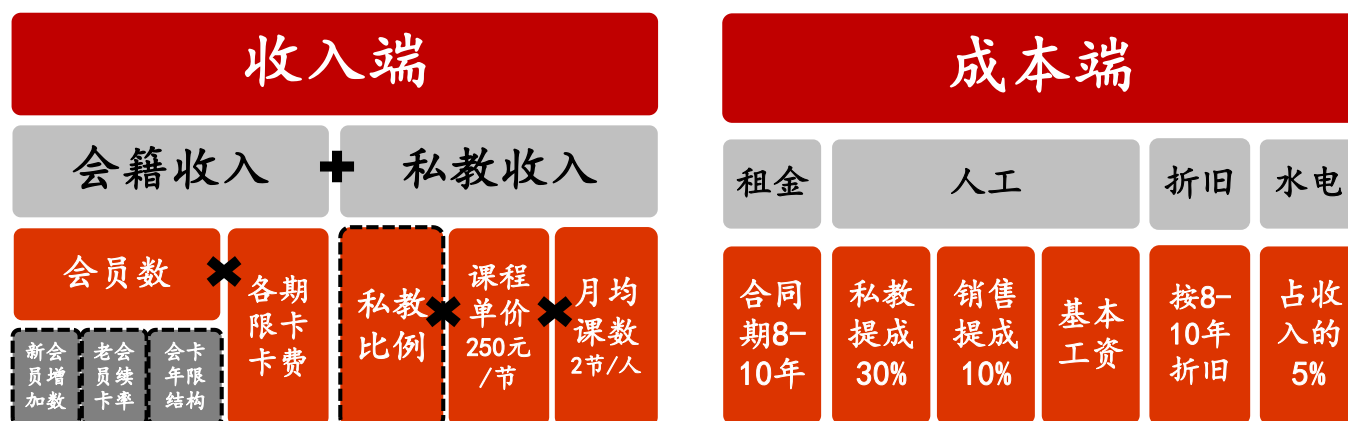 收入端
会籍收入
私教收入
会员数
新会
员增
加数
老会
员续
卡率
会卡
年限
结构
各期
限卡
卡费
私教
比例
课程
单价
250元
/节
月均
课数
2节/人
成本端
租金
人工
折旧
水电
合同
期8-
10年
私教
提成
30%
销售
提成
10%
基本
工资
按8-
10年
折旧
占收
入的
5%